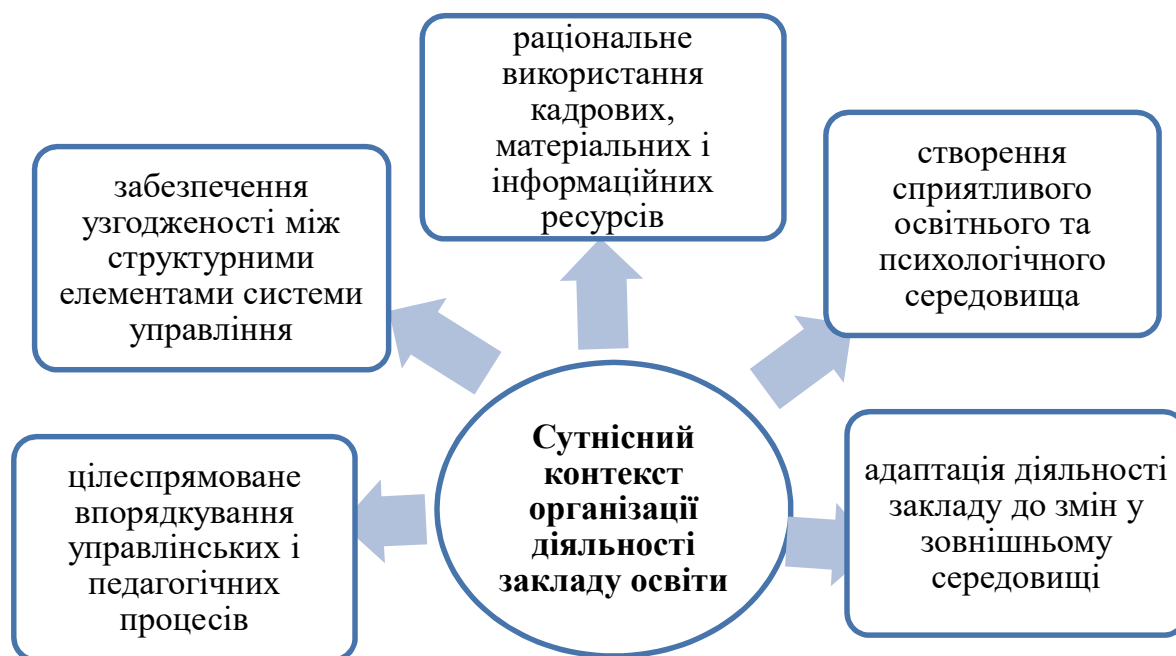 раціональне
використання
кадрових,
матеріальних і
інформаційних
ресурсів
забезпечення
узгодженості між
структурними
елементами системи
управління
створення
сприятливого
освітнього та
психологічного
середовища
цілеспрямоване
впорядкування
управлінських і
педагогічних
процесів
Сутнісний
контекст
організації
діяльності
закладу освіти
адаптація діяльності
закладу до змін у
зовнішньому
середовищі